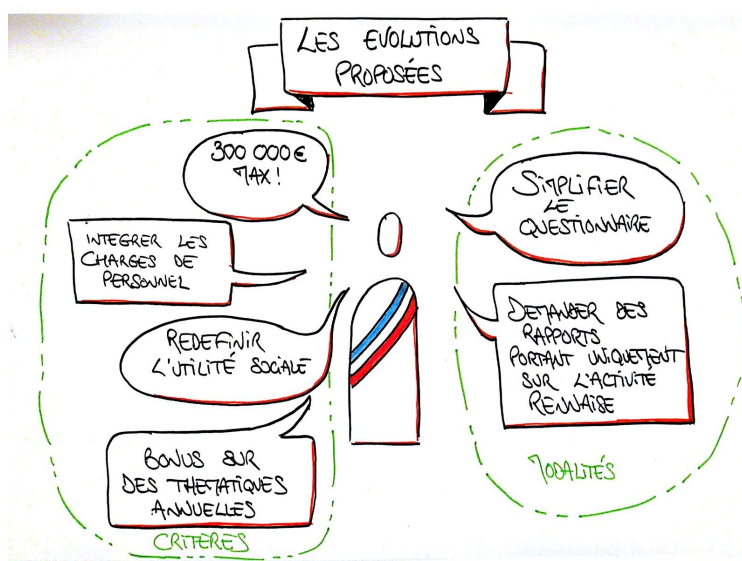 LES EVOLUTIONS
PROPOSÉES
300 000€
MAX!
INTEGRER LES
CHARGES DE
PERSONNEL
REDEFINIR
L'UTILITÉ SOCIALE
BONUS SUR
DES THEMATIQUES
ANNUELLES
CRITERES
SIMPLIFIER
LE
QUESTIONNAIRE
DEMANDER DES
RAPPORTS
PORTANT UNIQUEMENT
SUR L'ACTIVITÉ
RENNAISE
MODALITÉS